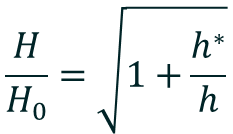 H/H₀ = √(1 + h*/h)